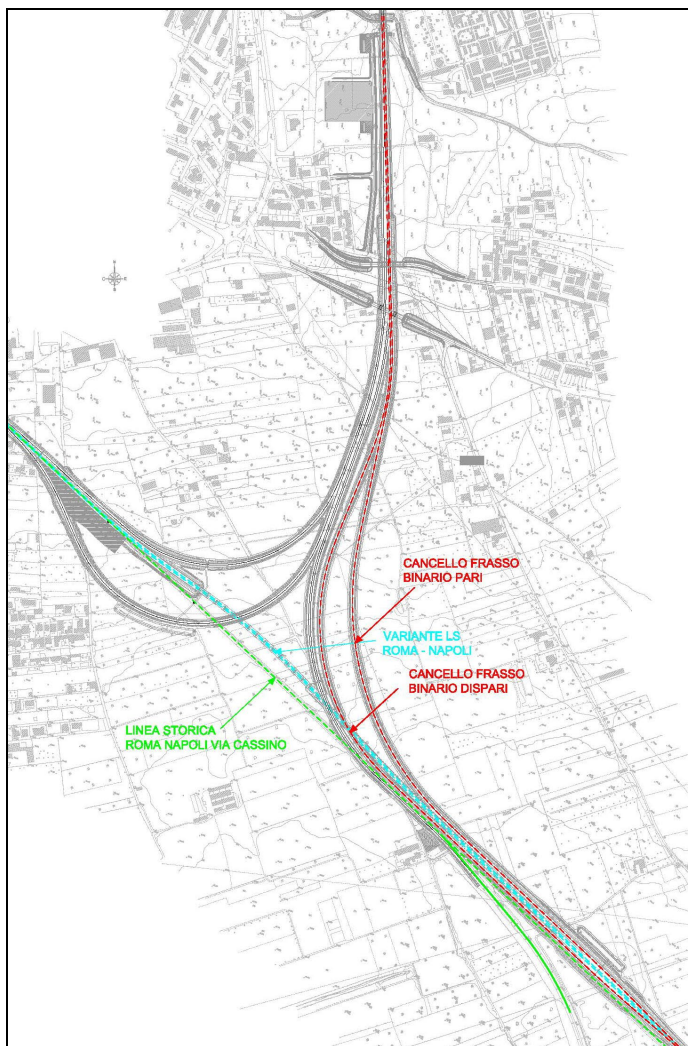 CANCELLO FRASSO
BINARIO PARI
VARIANTE LS
ROMA - NAPOLI
CANCELLO FRASSO
BINARIO DISPARI
LINEA STORICA
ROMA NAPOLI VIA CASSINO